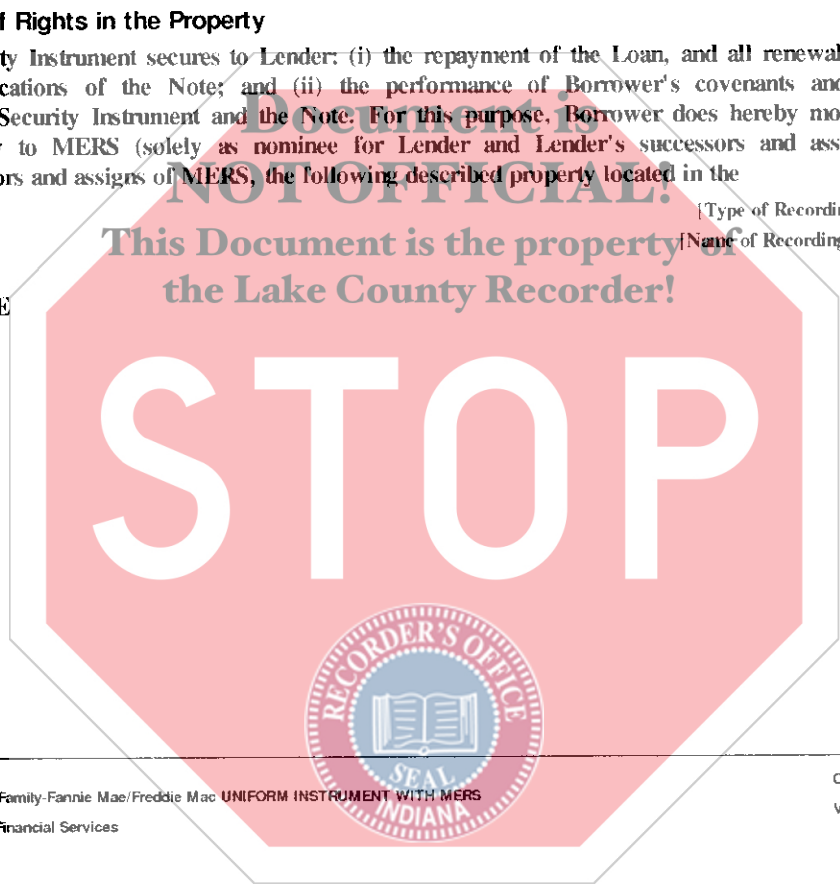 f Rights in the Property
ty Instrument secures to Lender: (i) the repayment of the Loan, and all renewal
cations of the Note; and (ii) the performance of Borrower's covenants and
Security Instrument and the Note. For this purpose, Borrower does hereby mo
to MERS (solely as nominee for Lender and Lender's successors and ass
ors and assigns of MERS, the following described property located in the
[Type of Recordin
[Name of Recording
Document is
NOT OFFICIAL!
This Document is the property of
the Lake County Recorder!
E
STOP
RECORDER'S OFFICE
SEAL
INDIANA
Family-Fannie Mae/Freddie Mac UNIFORM INSTRUMENT WITH MERS
Financial Services